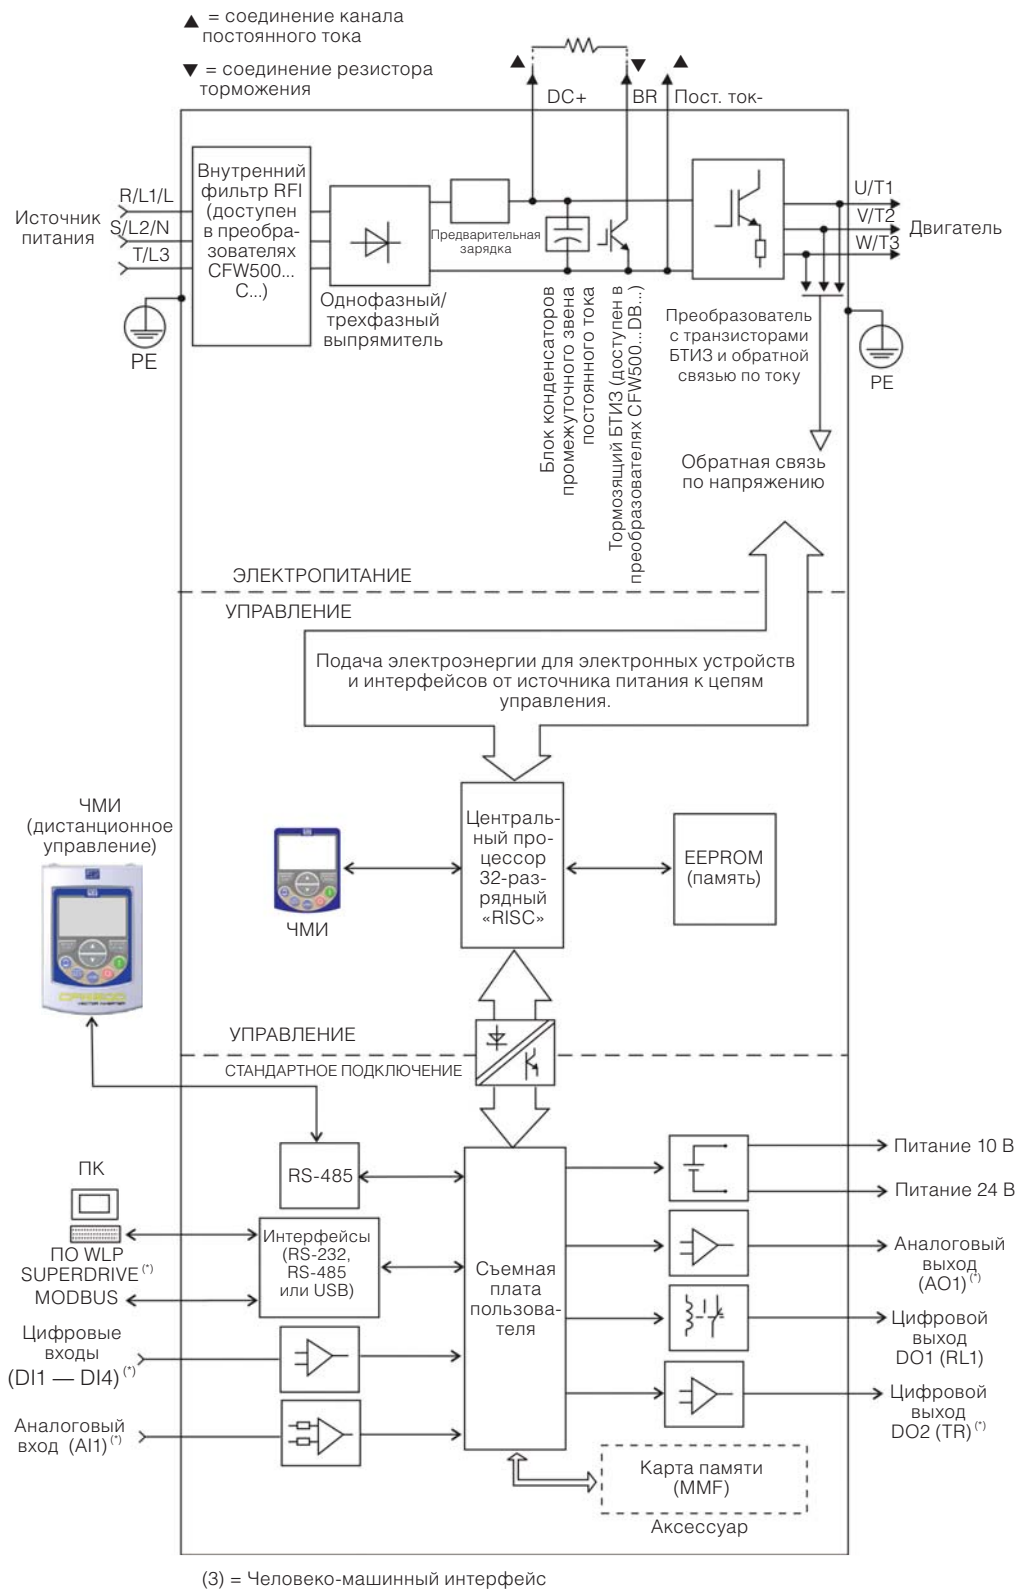 ▲ = соединение канала
постоянного тока
▼ = соединение резистора
торможения
DC+
BR
Пост. ток-
Источник
питания
R/L1/L
S/L2/N
T/L3
PE
Внутренний
фильтр RFI
(доступен
в преобра-
зователях
CFW500...
C...)
Однофазный/
трехфазный
выпрямитель
Предварительная
зарядка
Блок конденсаторов
промежуточного звена
постоянного тока
Тормозящий БТИЗ (доступен в
преобразователях CFW500...DB...)
U/T1
V/T2
W/T3
Двигатель
Преобразователь
с транзисторами
БТИЗ и обратной
связью по току
PE
Обратная связь
по напряжению
ЭЛЕКТРОПИТАНИЕ
УПРАВЛЕНИЕ
Подача электроэнергии для электронных устройств
и интерфейсов от источника питания к цепям
управления.
ЧМИ
(дистанционное
управление)
ЧМИ
Централь-
ный про-
цессор
32-раз-
рядный
«RISC»
EEPROM
(память)
УПРАВЛЕНИЕ
СТАНДАРТНОЕ ПОДКЛЮЧЕНИЕ
RS-485
ПК
ПО WLP
SUPERDRIVE(*)
MODBUS
Интерфейсы
(RS-232,
RS-485
или USB)
Цифровые
входы
(DI1 — DI4)(*)
Аналоговый
вход (AI1)(*)
Съемная
плата
пользова-
теля
Питание 10 В
Питание 24 В
Аналоговый
выход
(AO1)(*)
Цифровой
выход
DO1 (RL1)
Цифровой
выход
DO2 (TR)(*)
Карта памяти
(MMF)
Аксессуар
(3) = Человеко-машинный интерфейс